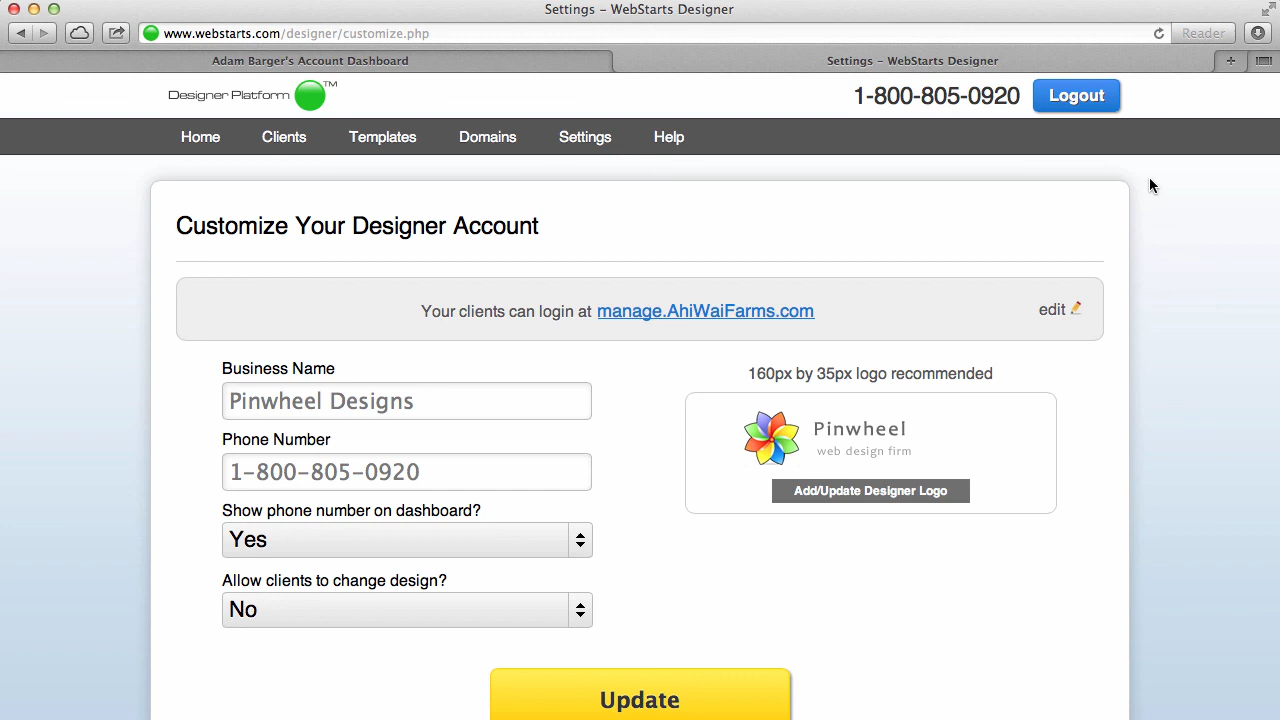 Settings – WebStarts Designer
www.webstarts.com/designer/customize.php
Reader
Adam Barger's Account Dashboard
Settings – WebStarts Designer
+
Designer Platform ™
1-800-805-0920
Logout
Home Clients Templates Domains Settings Help
Customize Your Designer Account
Your clients can login at manage.AhiWaiFarms.com
edit
Business Name
Pinwheel Designs
Phone Number
1-800-805-0920
Show phone number on dashboard?
Yes
Allow clients to change design?
No
160px by 35px logo recommended
Pinwheel
web design firm
Add/Update Designer Logo
Update